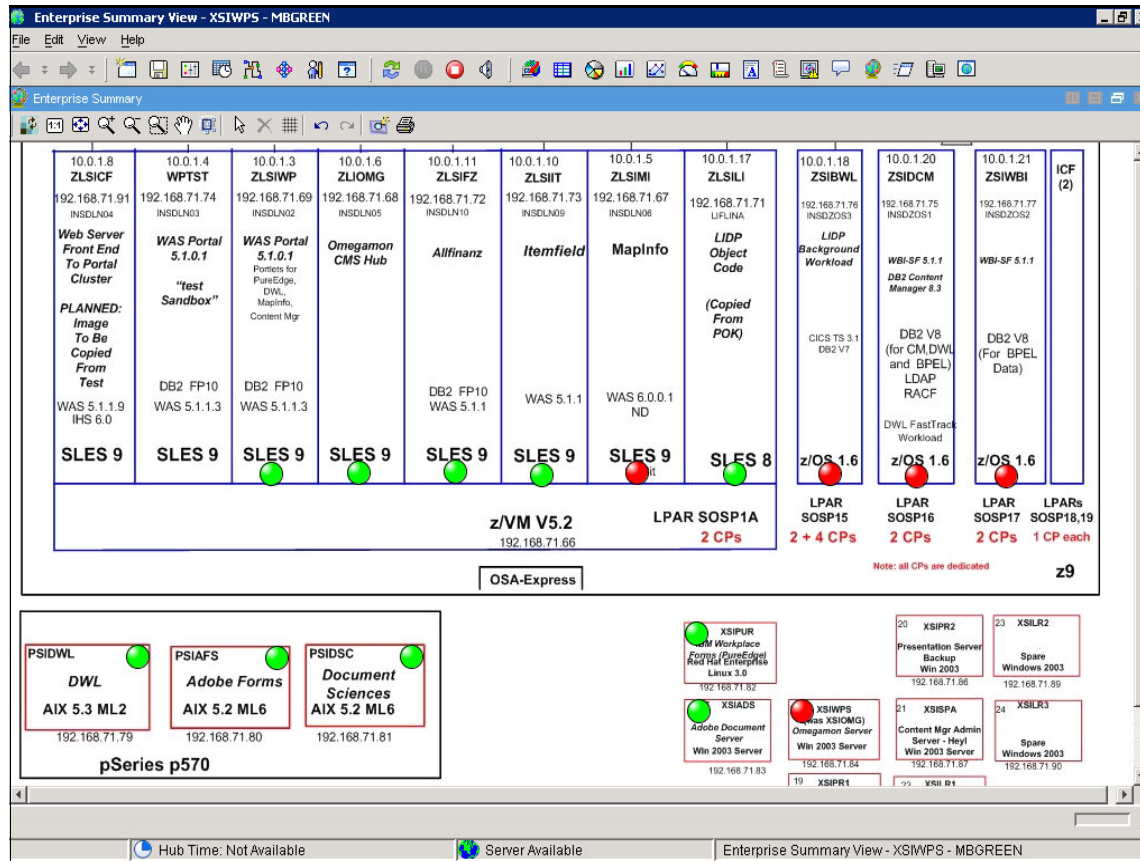 Enterprise Summary View - XSIWPS - MBGREEN
File Edit View Help
Enterprise Summary
10.0.1.8
ZLSICF
192.168.71.91
INSDLN04
Web Server
Front End
To Portal
Cluster
PLANNED:
Image
To Be
Copied
From
Test
WAS 5.1.1.9
IHS 6.0
SLES 9
10.0.1.4
WPTST
192.168.71.74
INSDLN03
WAS Portal
5.1.0.1
“test
Sandbox”
DB2 FP10
WAS 5.1.1.3
SLES 9
10.0.1.3
ZLSIWP
192.168.71.69
INSDLN02
WAS Portal
5.1.0.1
Portlets for
PureEdge,
DWL,
MapInfo,
Content Mgr
DB2 FP10
WAS 5.1.1.3
SLES 9
10.0.1.6
ZLIOMG
192.168.71.68
INSDLN05
Omegamon
CMS Hub
SLES 9
10.0.1.11
ZLSIFZ
192.168.71.72
INSDLN10
Allfinanz
DB2 FP10
WAS 5.1.1
SLES 9
10.0.1.10
ZLSIIT
192.168.71.73
INSDLN09
Itemfield
WAS 5.1.1
SLES 9
10.0.1.5
ZLSIMI
192.168.71.67
INSDLN06
MapInfo
WAS 6.0.0.1
ND
SLES 9
it
10.0.1.17
ZLSILI
192.168.71.71
LIFLINA
LIDP
Object
Code
(Copied
From
POK)
SLES 8
10.0.1.18
ZSIBWL
192.168.71.76
INSDZOS3
LIDP
Background
Workload
CICS TS 3.1
DB2 V7
z/OS 1.6
10.0.1.20
ZSIDCM
192.168.71.75
INSDZOS1
WBI-SF 5.1.1
DB2 Content
Manager 8.3
DB2 V8
(for CM,DWL
and BPEL)
LDAP
RACF
DWL FastTrack
Workload
z/OS 1.6
10.0.1.21
ZSIWBI
192.168.71.77
INSDZOS2
WBI-SF 5.1.1
DB2 V8
(For BPEL
Data)
z/OS 1.6
ICF
(2)
z/VM V5.2
192.168.71.66
LPAR SOSP1A
2 CPs
LPAR
SOSP15
2 + 4 CPs
LPAR
SOSP16
2 CPs
LPAR
SOSP17
2 CPs
LPARs
SOSP18,19
1 CP each
Note: all CPs are dedicated
z9
OSA-Express
PSIDWL
DWL
AIX 5.3 ML2
192.168.71.79
PSIAFS
Adobe Forms
AIX 5.2 ML6
192.168.71.80
PSIDSC
Document
Sciences
AIX 5.2 ML6
192.168.71.81
pSeries p570
XSIPUR
Workplace
Forms (PureEdge)
Red Hat Enterprise
Linux 3.0
192.168.71.82
XSIADS
Adobe Document
Server
Win 2003 Server
192.168.71.83
XSIWPS
(was XSIOMG)
Omegamon Server
Win 2003 Server
192.168.71.84
19 XSIPR1
20 XSIPR2
Presentation Server
Backup
Win 2003
192.168.71.86
21 XSISPA
Content Mgr Admin
Server - Heyl
Win 2003 Server
192.168.71.87
23 XSILR2
Spare
Windows 2003
192.168.71.89
24 XSILR3
Spare
Windows 2003
192.168.71.90
XSILR1
Hub Time: Not Available
Server Available
Enterprise Summary View - XSIWPS - MBGREEN